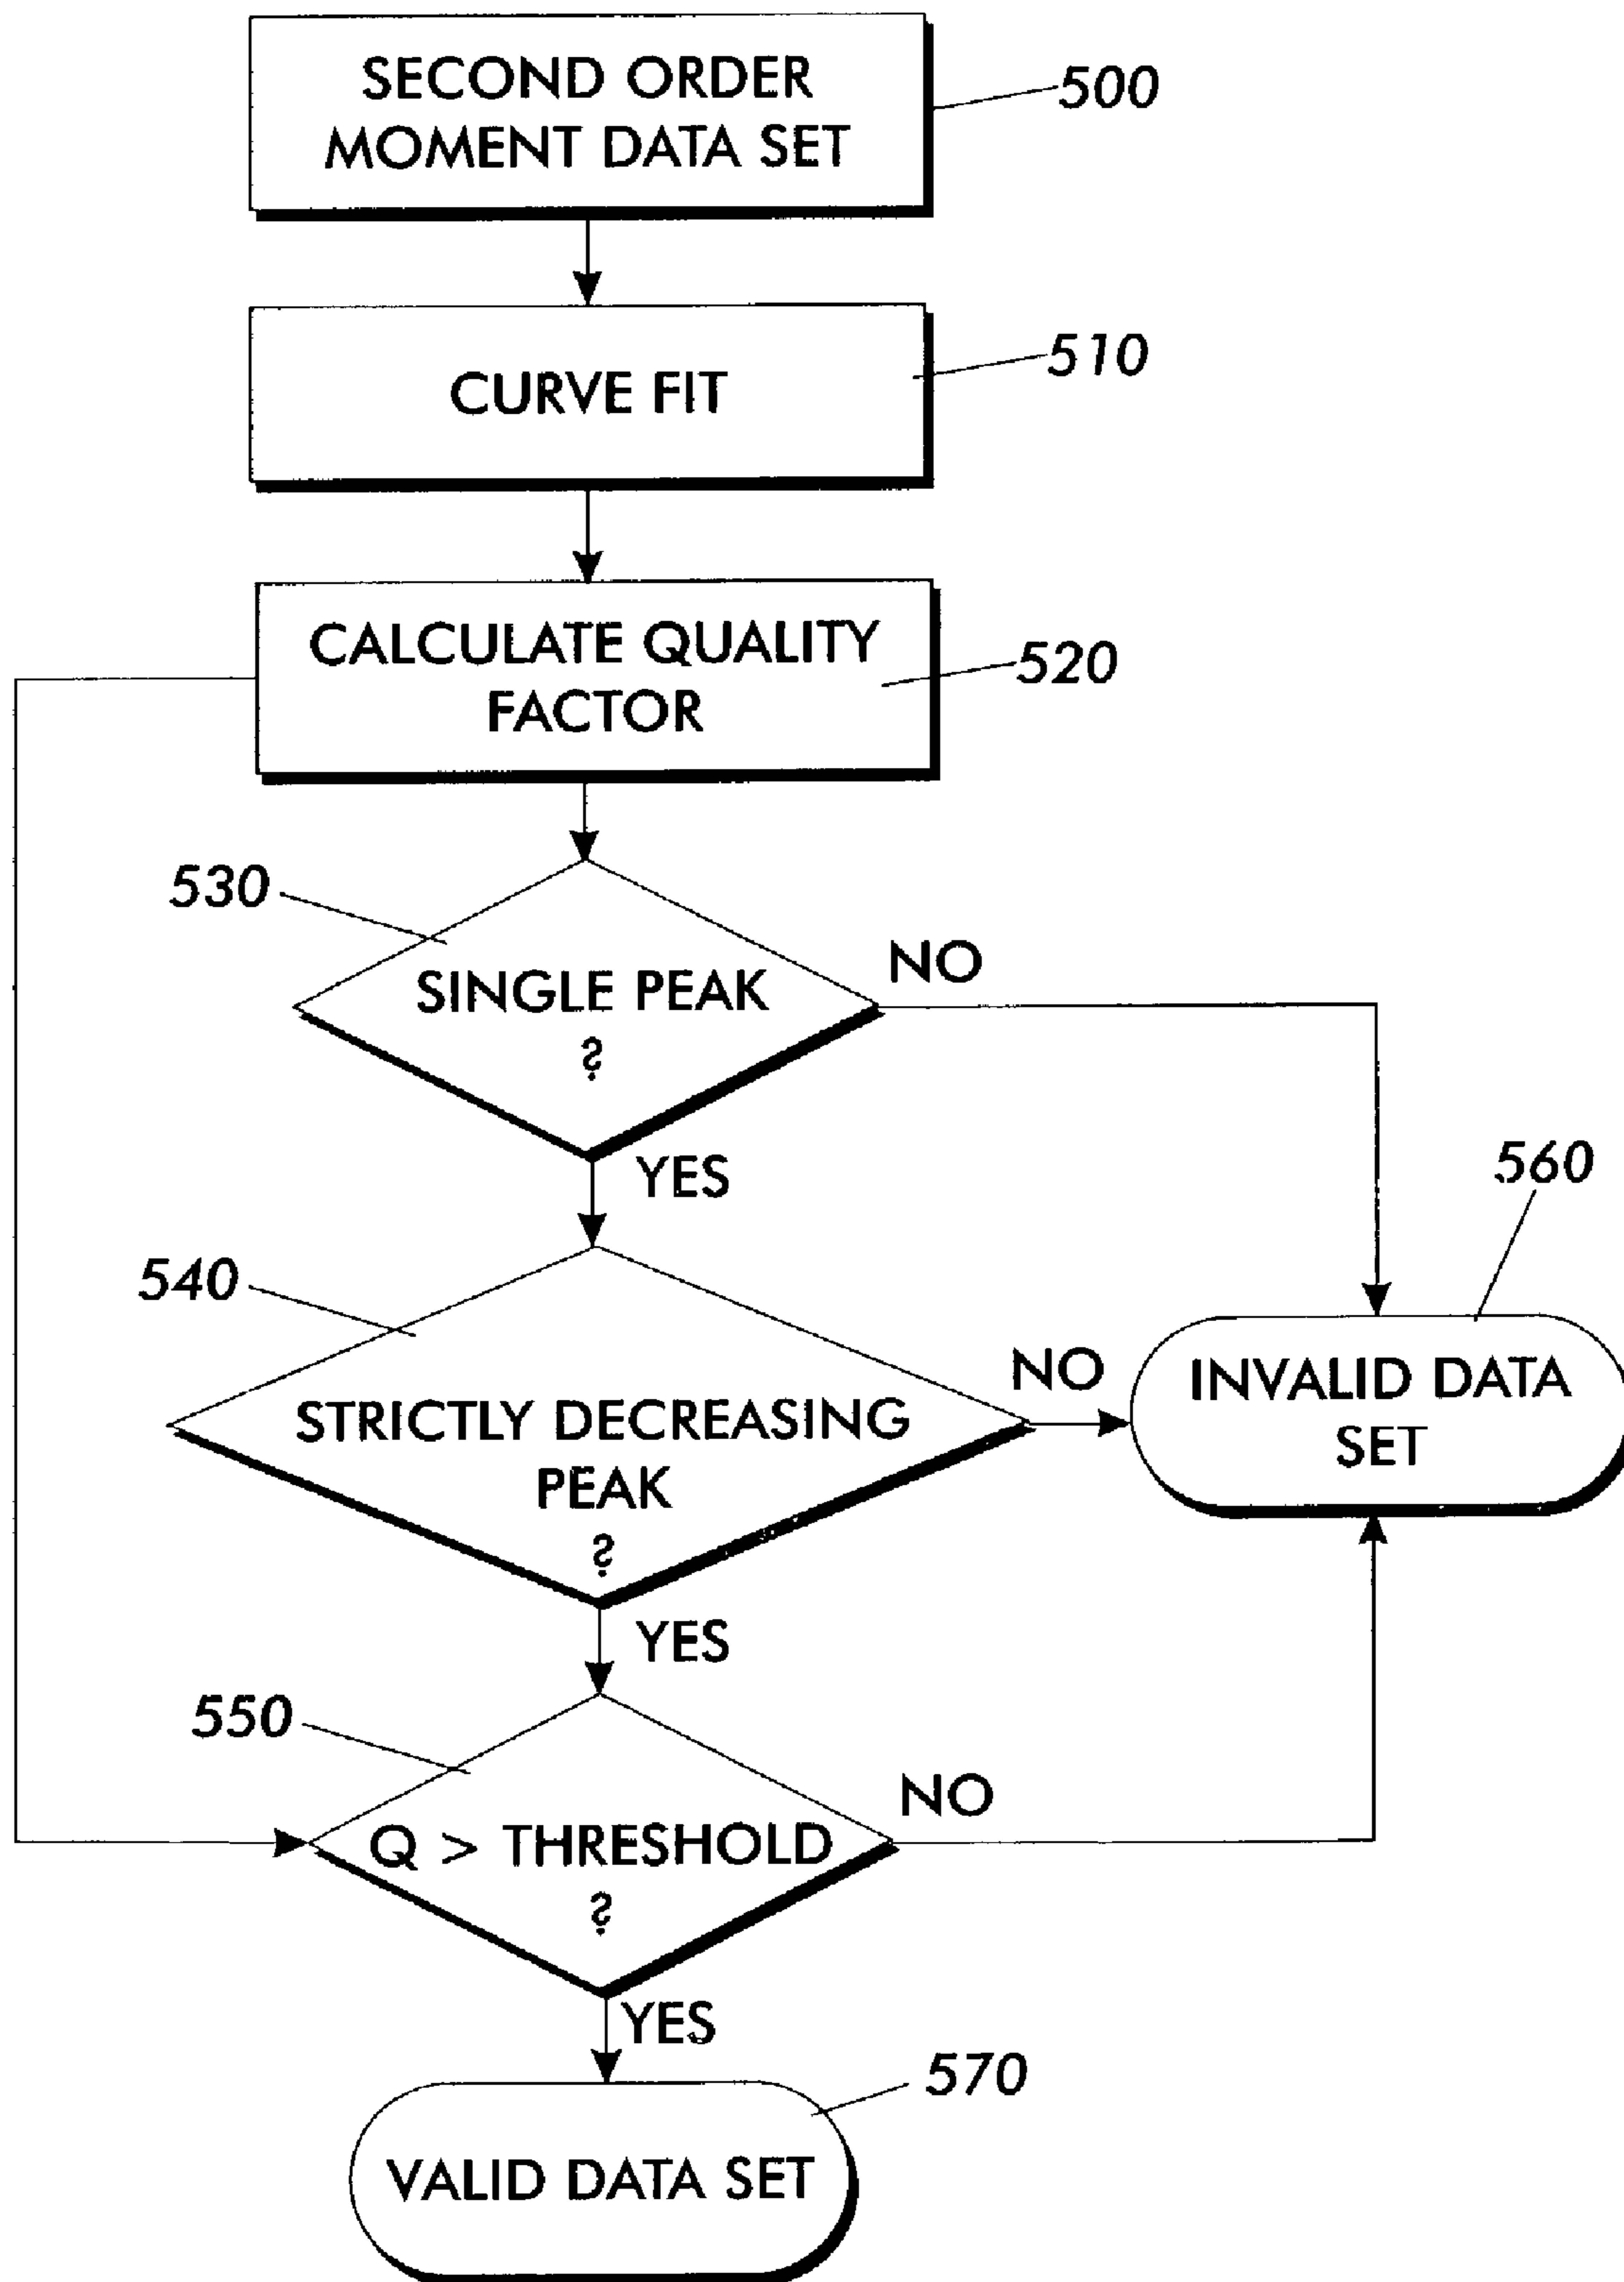 SECOND ORDER
MOMENT DATA SET
500
CURVE FIT
510
CALCULATE QUALITY
FACTOR
520
530
SINGLE PEAK
?
NO
YES
540
STRICTLY DECREASING
PEAK
?
NO
560
INVALID DATA
SET
YES
550
Q > THRESHOLD
?
NO
YES
570
VALID DATA SET